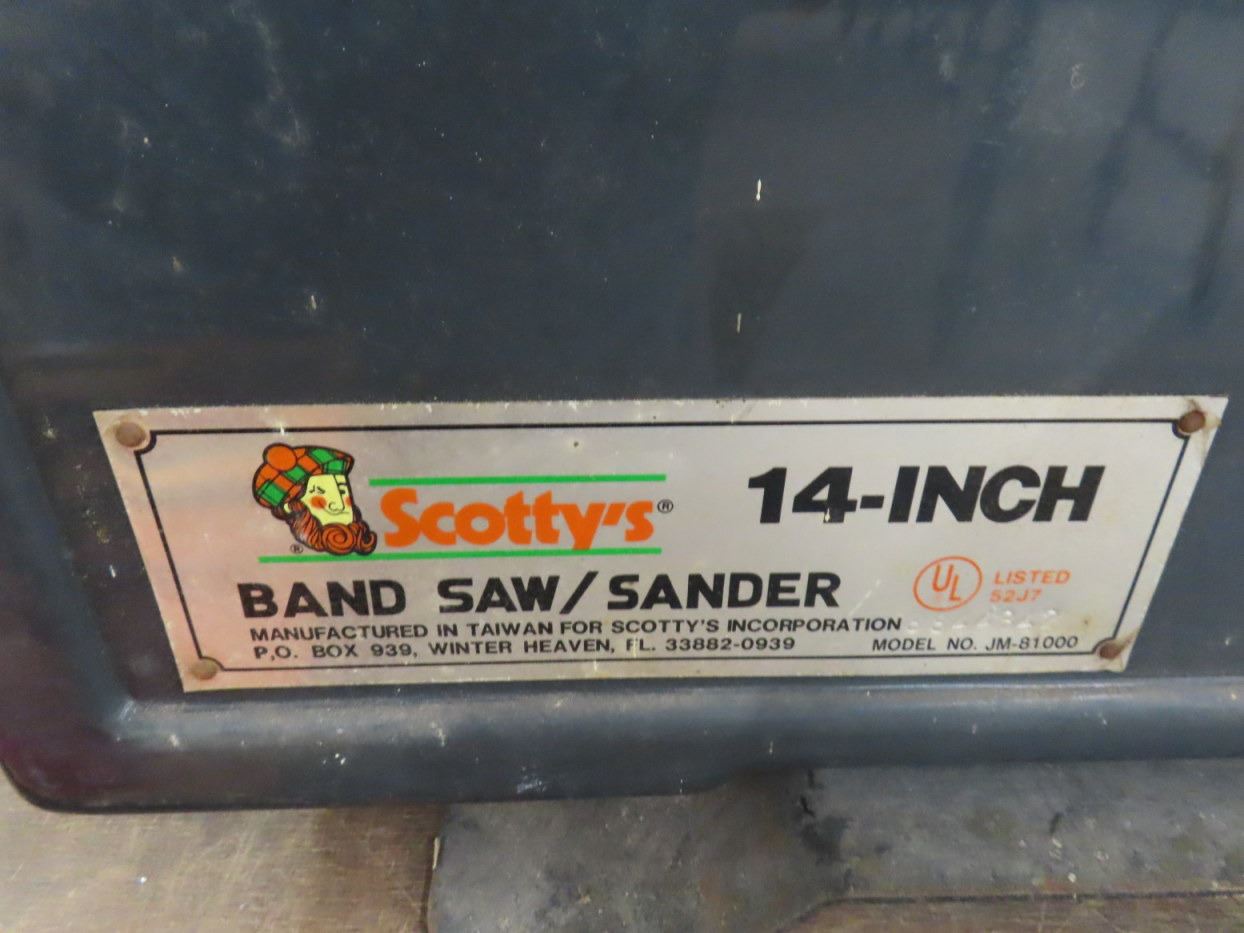 Scotty's®
®
14-INCH
BAND SAW/SANDER
UL LISTED
52J7
MANUFACTURED IN TAIWAN FOR SCOTTY'S INCORPORATION
P,O. BOX 939, WINTER HEAVEN, FL. 33882-0939
MODEL NO. JM-81000